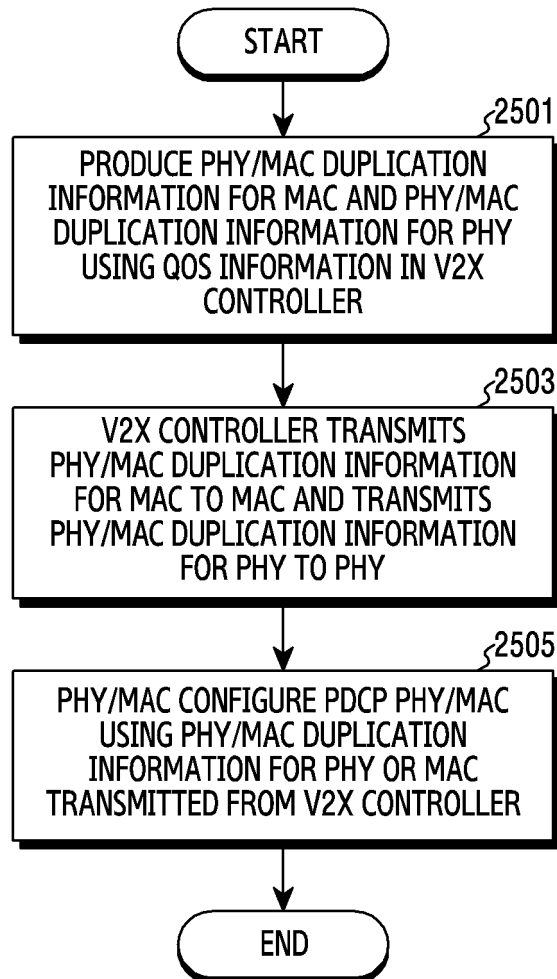 START
2501
PRODUCE PHY/MAC DUPLICATION
INFORMATION FOR MAC AND PHY/MAC
DUPLICATION INFORMATION FOR PHY
USING QOS INFORMATION IN V2X
CONTROLLER
2503
V2X CONTROLLER TRANSMITS
PHY/MAC DUPLICATION INFORMATION
FOR MAC TO MAC AND TRANSMITS
PHY/MAC DUPLICATION INFORMATION
FOR PHY TO PHY
2505
PHY/MAC CONFIGURE PDCP PHY/MAC
USING PHY/MAC DUPLICATION
INFORMATION FOR PHY OR MAC
TRANSMITTED FROM V2X CONTROLLER
END